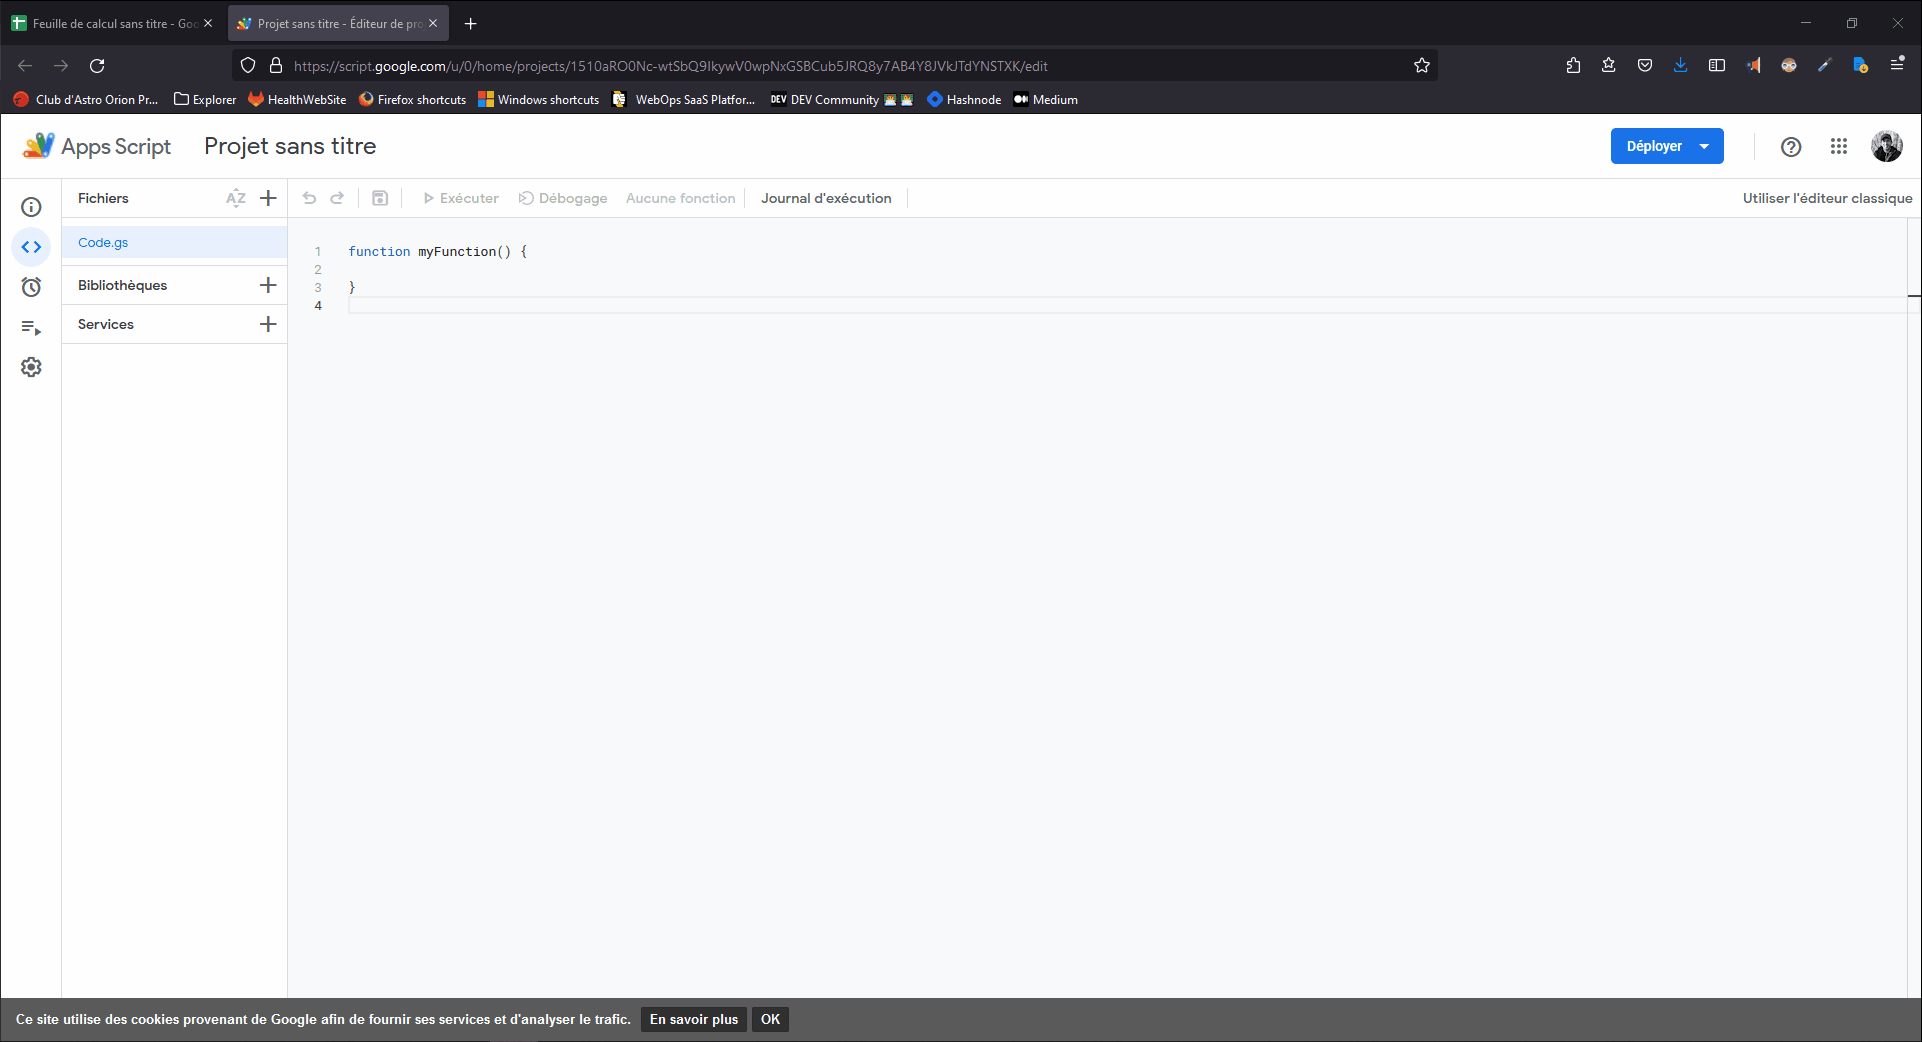 Feuille de calcul sans titre - Goo
Projet sans titre - Éditeur de pro
https://script.google.com/u/0/home/projects/1510aRO0Nc-wtSbQ9IkywV0wpNxGSBCub5JRQ8y7AB4Y8JVkJTdYNSTXK/edit
Club d'Astro Orion Pr... Explorer HealthWebSite Firefox shortcuts Windows shortcuts WebOps SaaS Platfor... DEV DEV Community Hashnode Medium
Apps Script Projet sans titre Déployer
Fichiers AZ Exécuter Débogage Aucune fonction Journal d'exécution Utiliser l'éditeur classique
Code.gs
Bibliothèques
Services
1 function myFunction() {
2
3 }
4
Ce site utilise des cookies provenant de Google afin de fournir ses services et d'analyser le trafic. En savoir plus OK